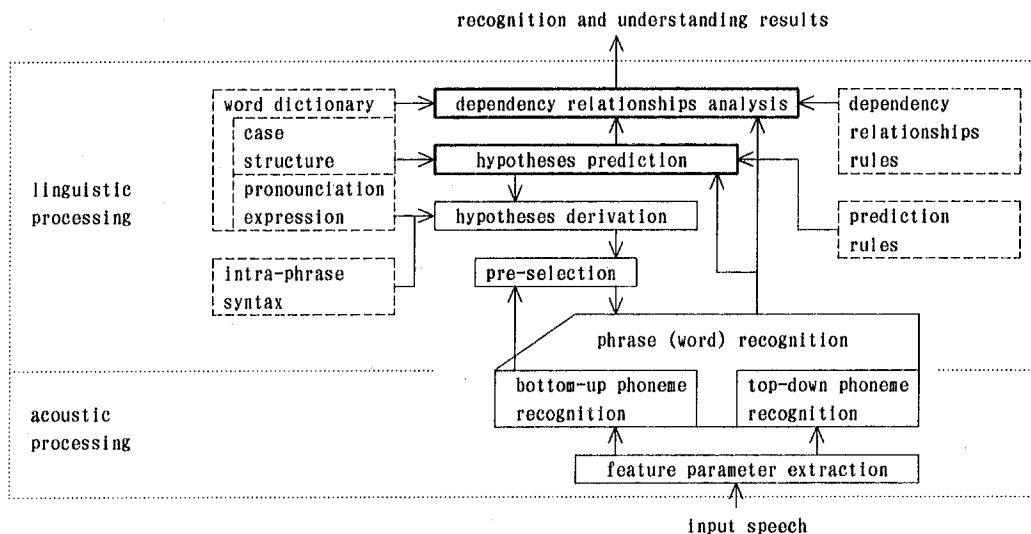 recognition and understanding results
word dictionary
case
structure
pronounciation
expression
intra-phrase
syntax
linguistic
processing
dependency relationships analysis
hypotheses prediction
hypotheses derivation
pre-selection
dependency
relationships
rules
prediction
rules
phrase (word) recognition
bottom-up phoneme
recognition
top-down phoneme
recognition
acoustic
processing
feature parameter extraction
input speech